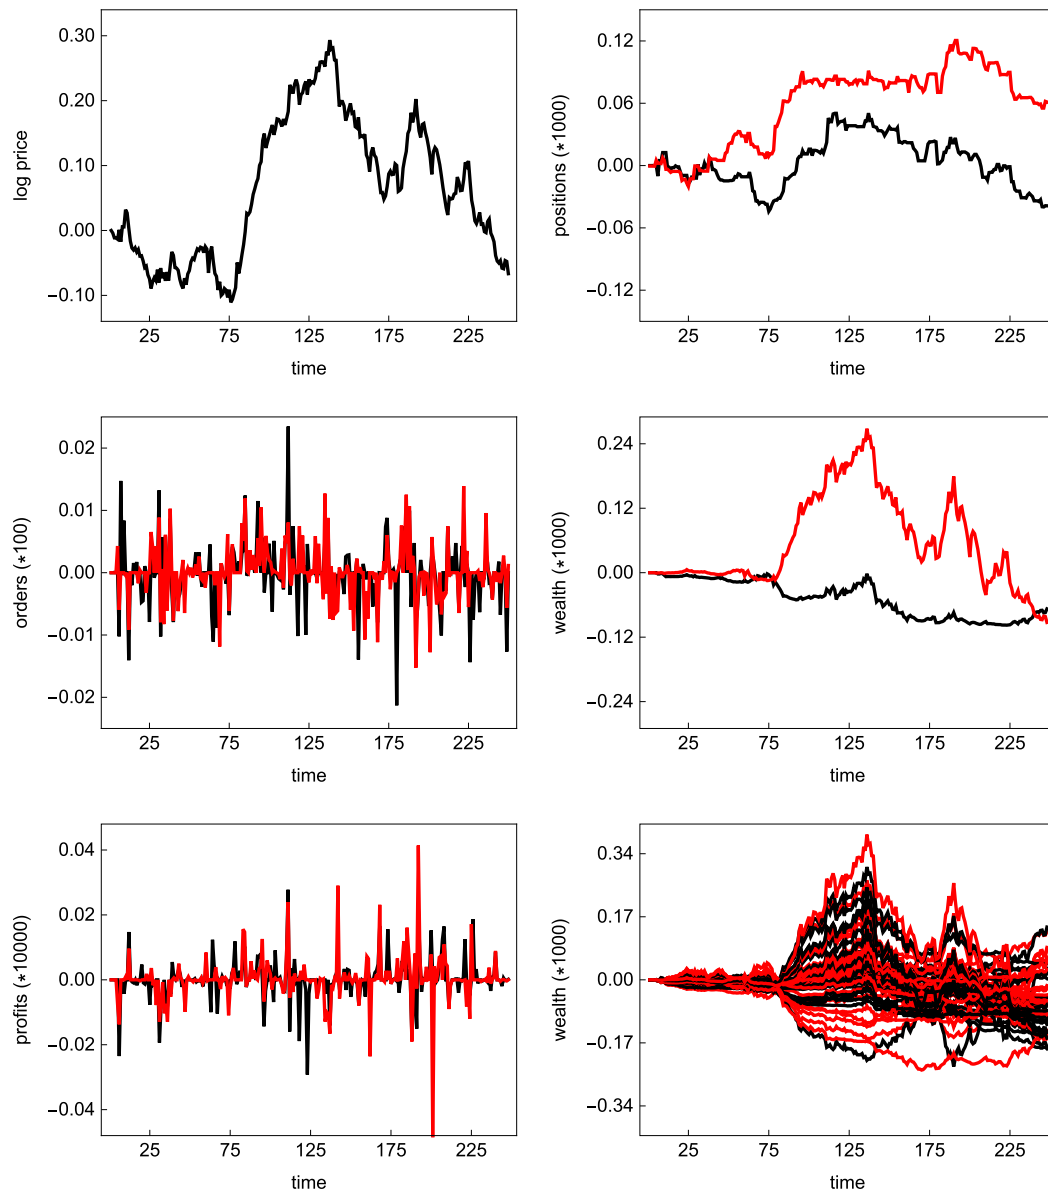 0.30
0.20
0.10
0.00
−0.10
log price
25 75 125 175 225
time
0.12
0.06
0.00
−0.06
−0.12
positions (*1000)
25 75 125 175 225
time
0.02
0.01
0.00
−0.01
−0.02
orders (*100)
25 75 125 175 225
time
0.24
0.12
0.00
−0.12
−0.24
wealth (*1000)
25 75 125 175 225
time
0.04
0.02
0.00
−0.02
−0.04
profits (*10000)
25 75 125 175 225
time
0.34
0.17
0.00
−0.17
−0.34
wealth (*1000)
25 75 125 175 225
time